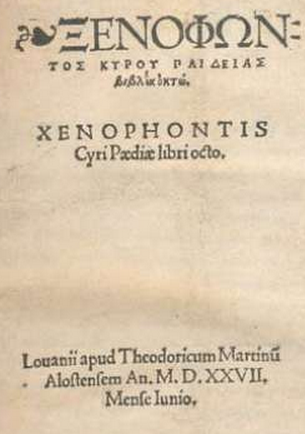 ΞΕΝΟΦΩΝ-
ΤΟΣ ΚΥΡΟΥ ΡΑΙΔΕΙΑΣ
βιβλία ὀκτώ.
XENOPHONTIS
Cyri Pædiæ libri octo.
Louanii apud Theodoricum Martinũ
Alostensem An. M. D. XXVII.
Mense Iunio.